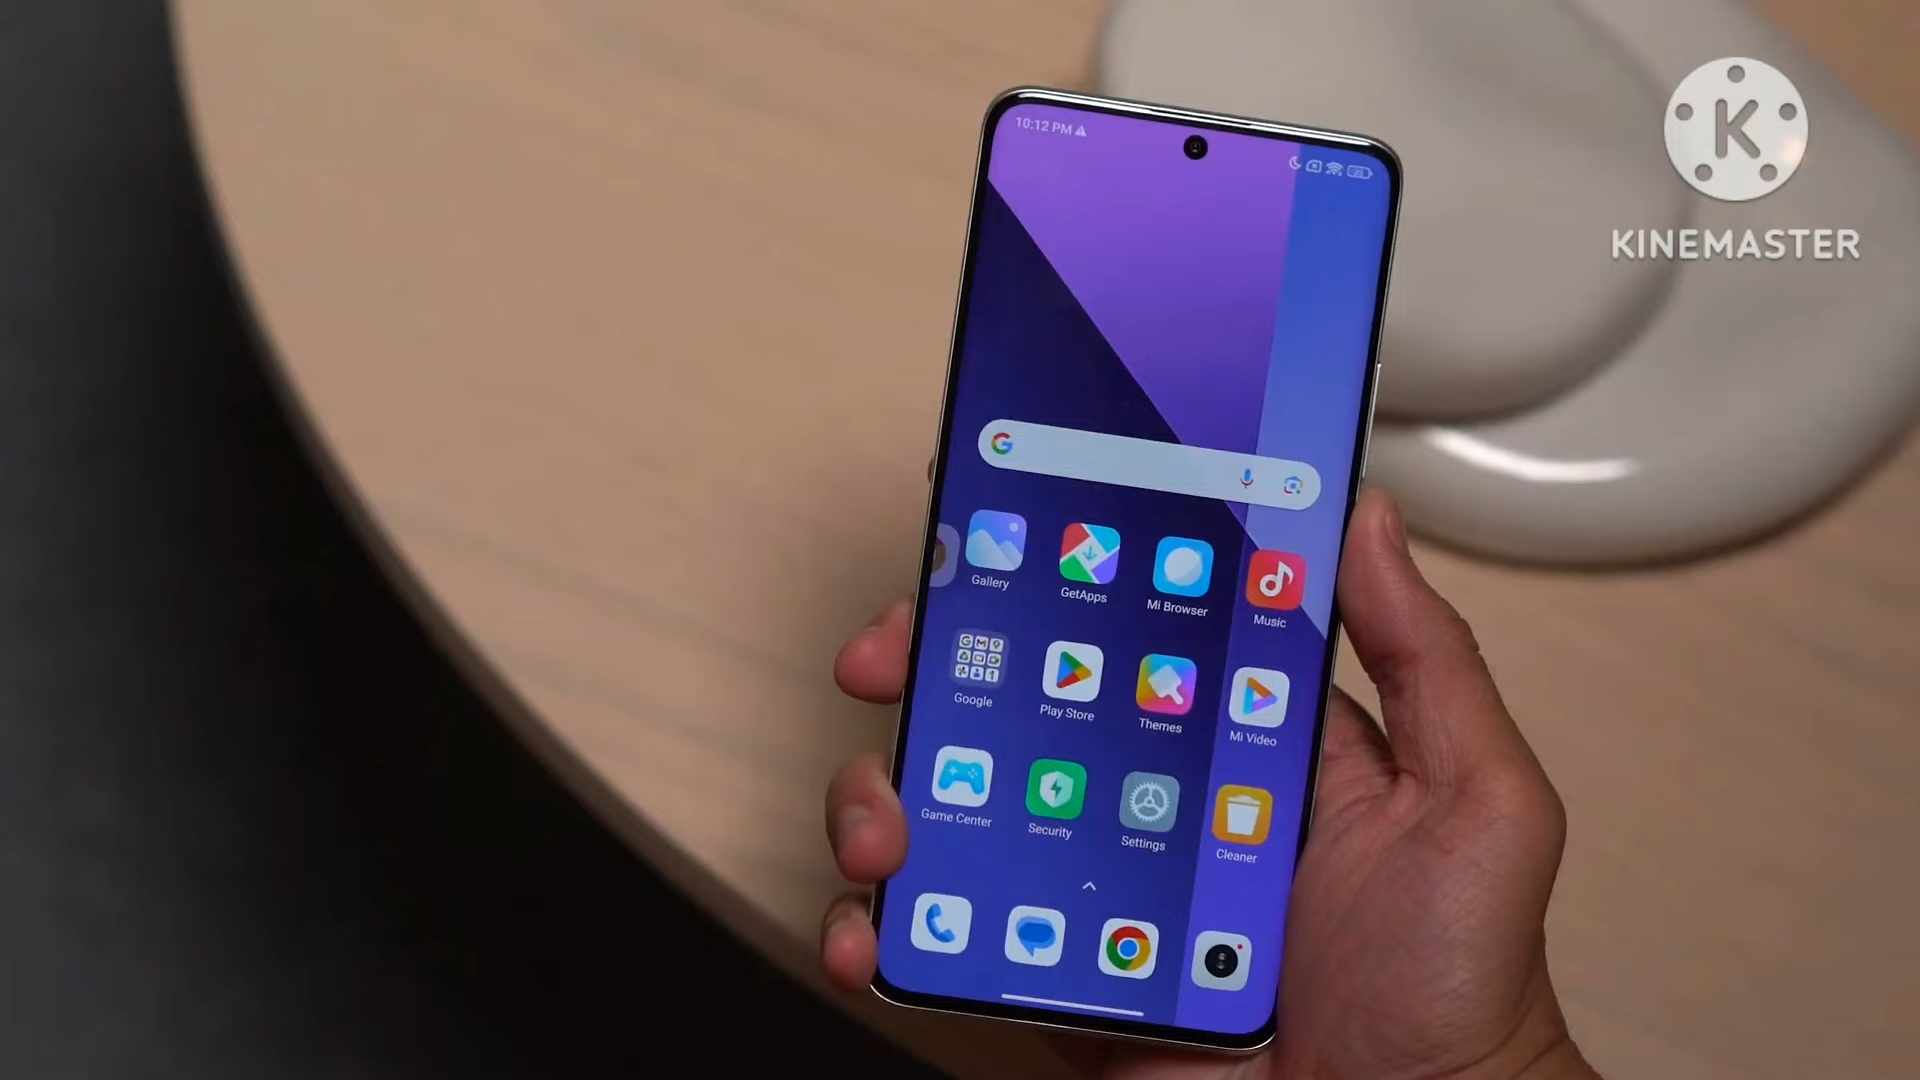 10:12 PM
K
KINEMASTER
Gallery
GetApps
Mi Browser
Music
Google
Play Store
Themes
Mi Video
Game Center
Security
Settings
Cleaner